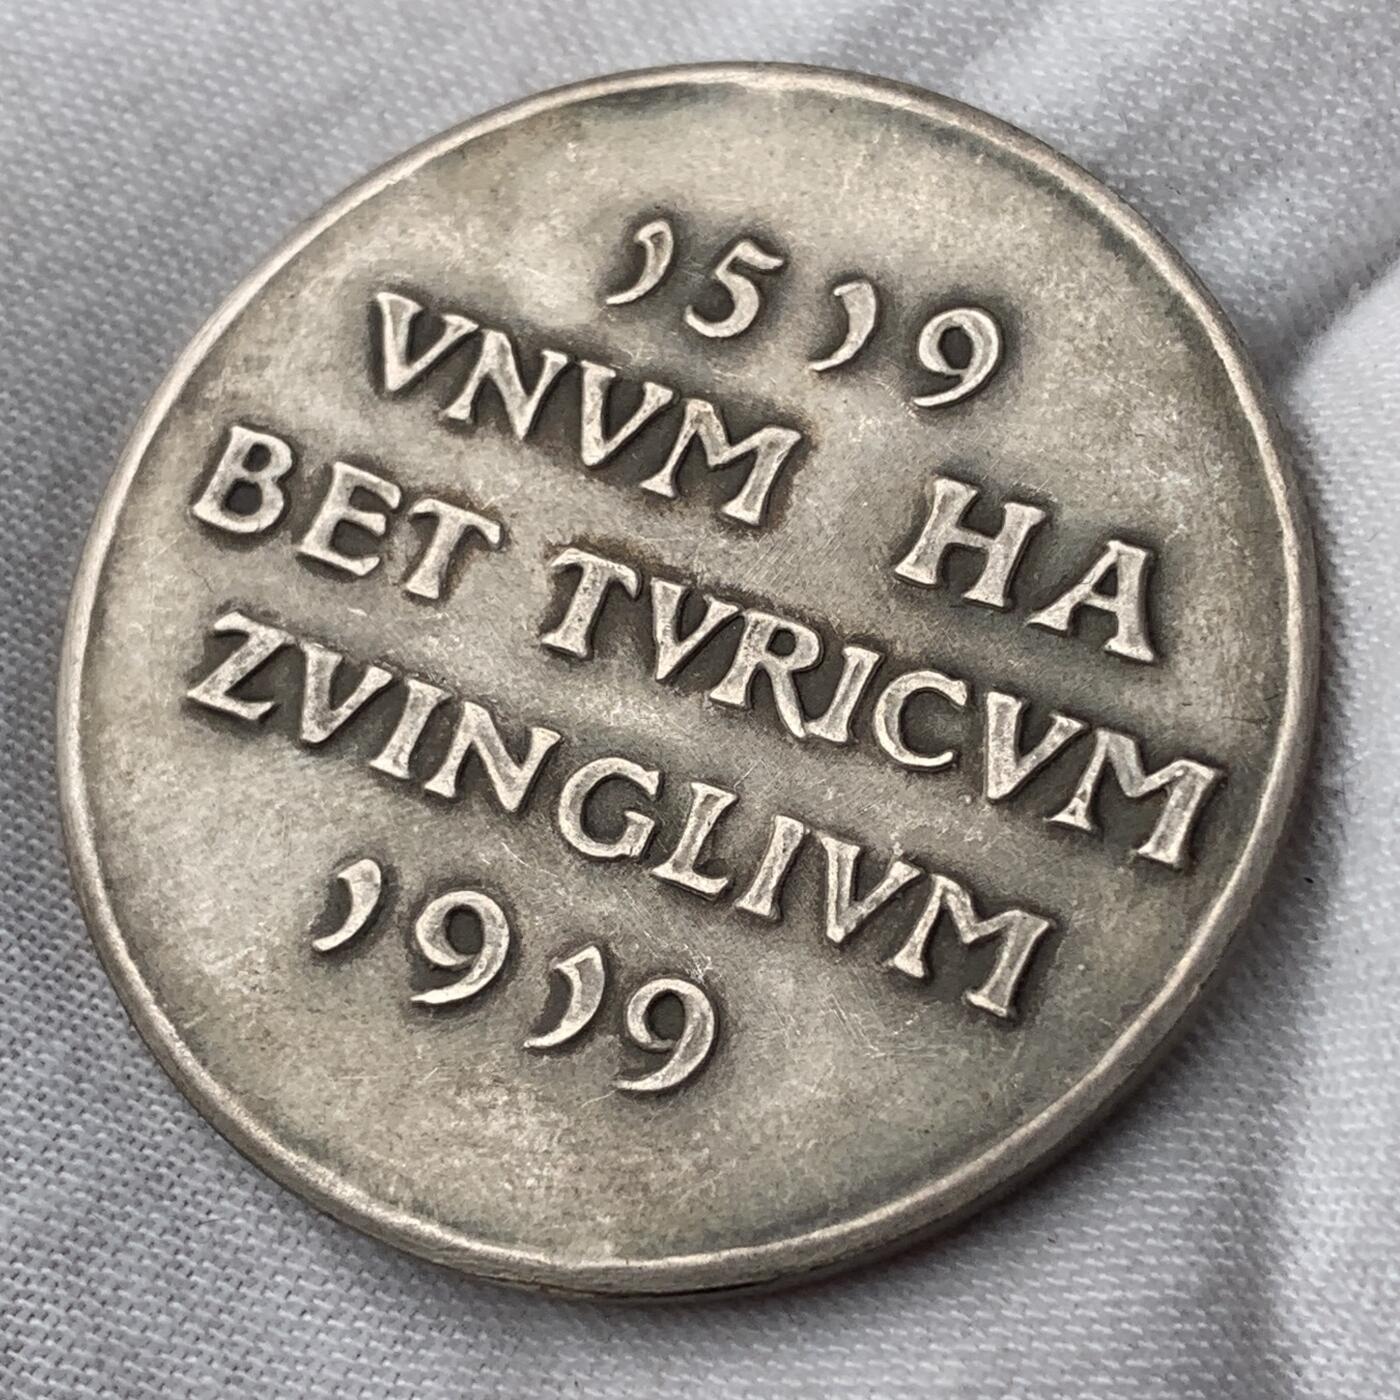 1519
VNVM HA
BET TVRICVM
ZVINGLIVM
1919